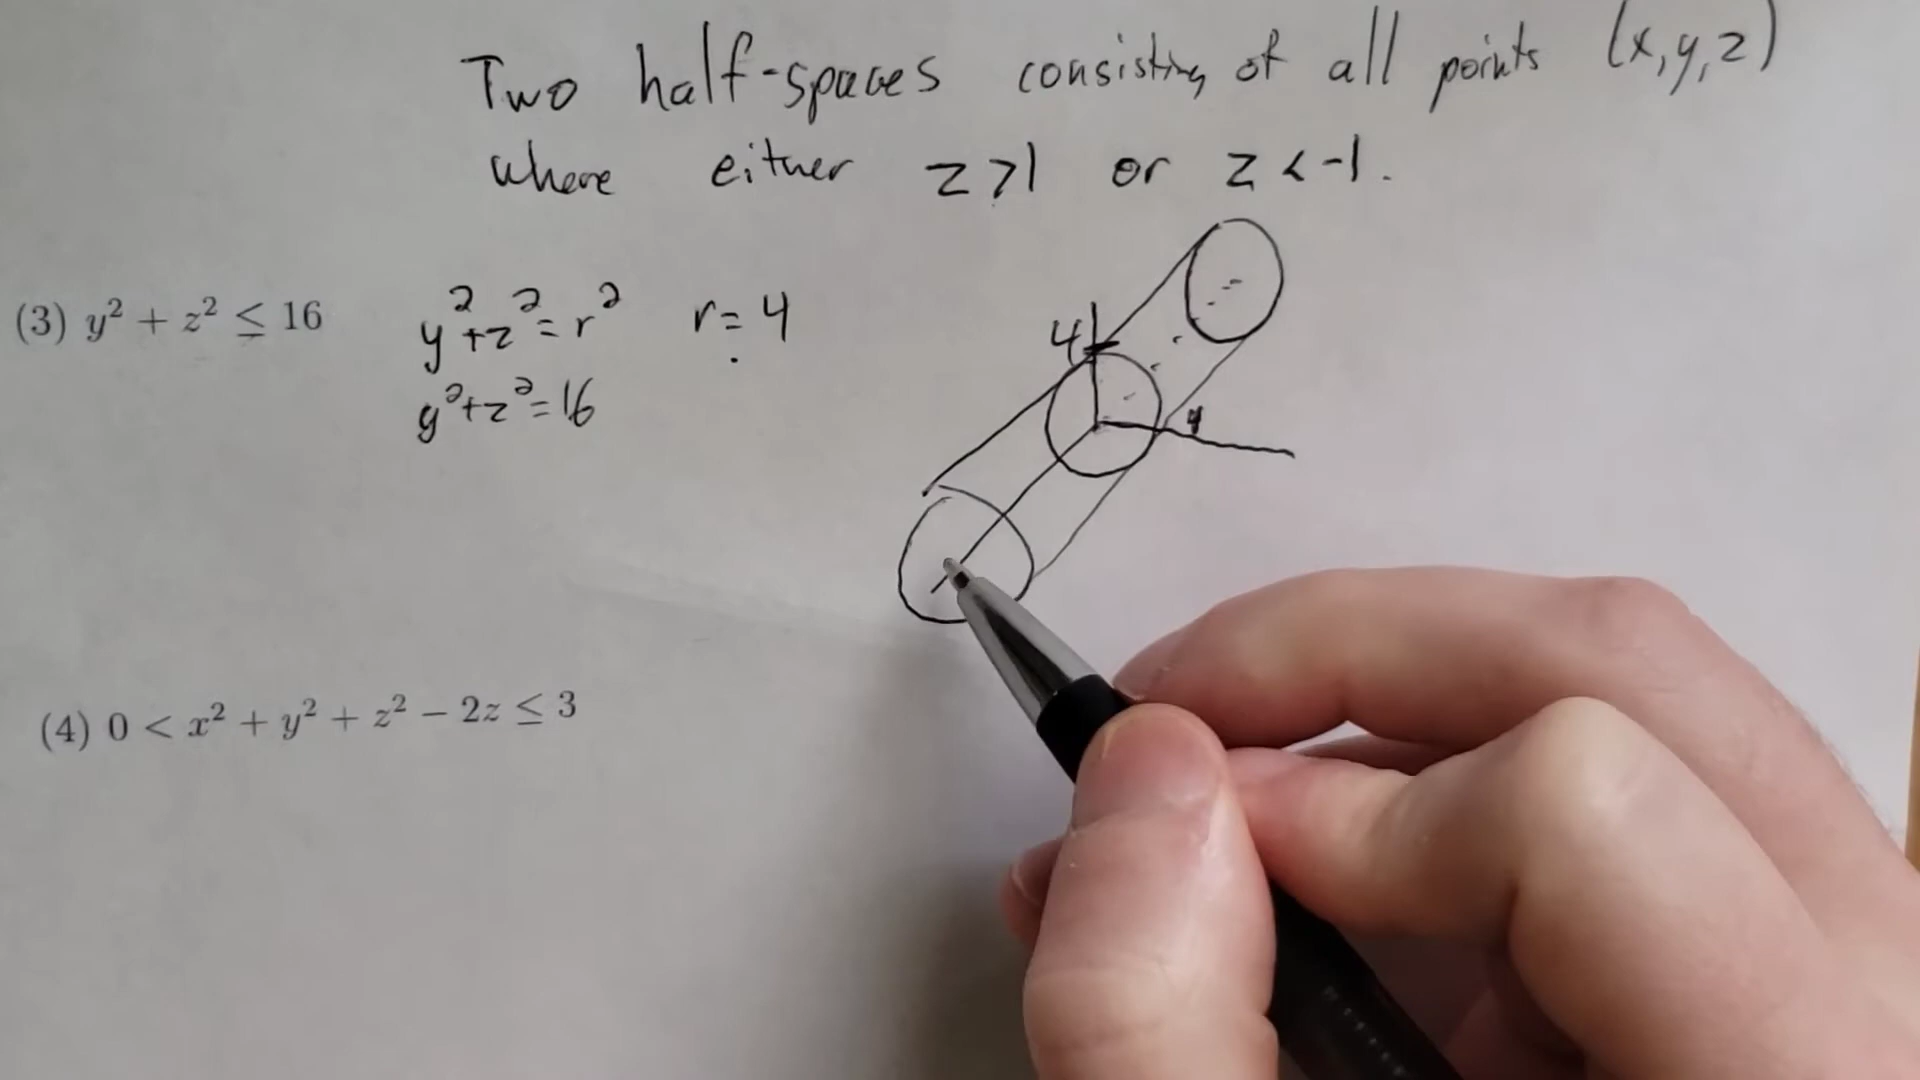 Two half-spaces consisting of all points (x,y,z)
where either z>1 or z<-1.
(3) y² + z² ≤ 16
y²+z²=r² r=4
y²+z²=16
4
4
(4) 0 < x² + y² + z² − 2z ≤ 3